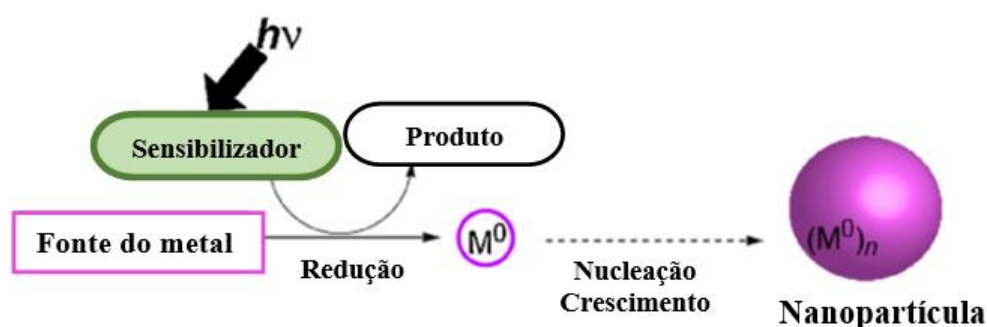 hν
Sensibilizador
Produto
Fonte do metal
Redução
M⁰
Nucleação
Crescimento
(M⁰)ₙ
Nanopartícula